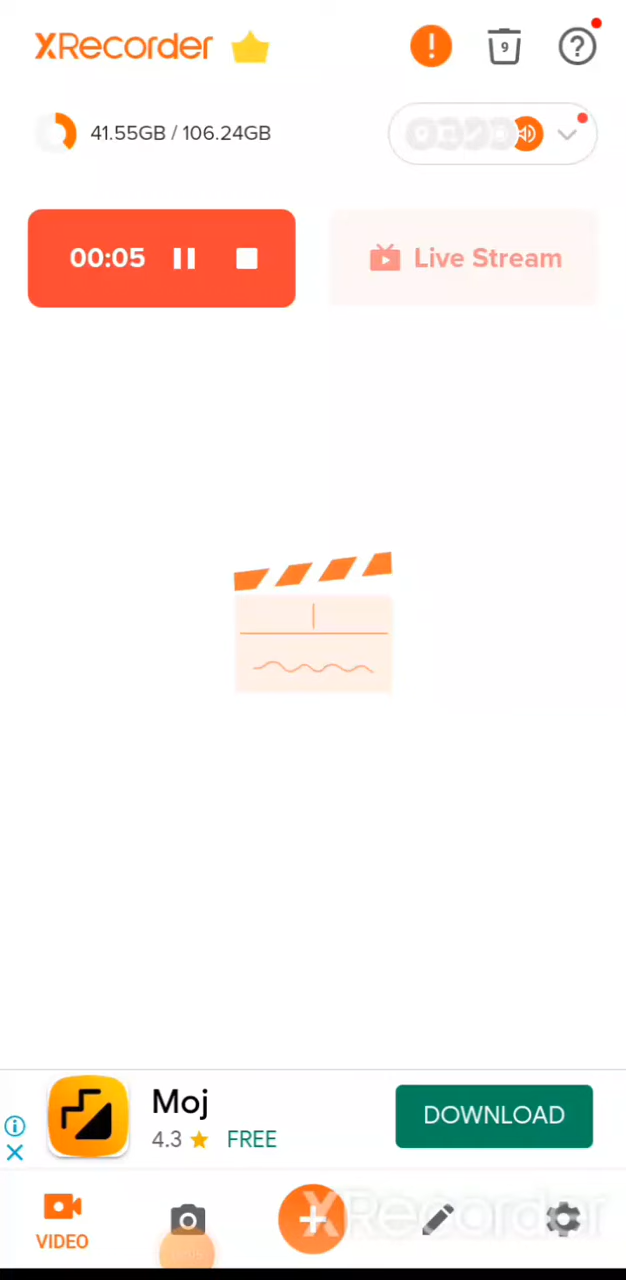 XRecorder
9
41.55GB / 106.24GB
00:05
Live Stream
Moj
4.3 FREE
DOWNLOAD
VIDEO
XRecorder